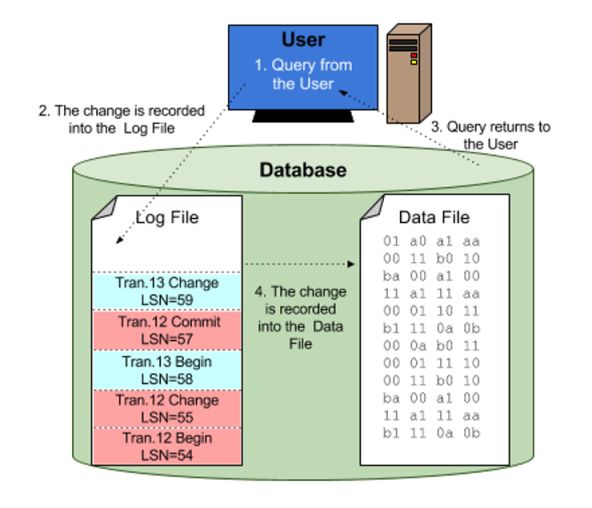 User
1. Query from
the User
2. The change is recorded
into the Log File
3. Query returns to
the User
Database
Log File
Tran.13 Change
LSN=59
Tran.12 Commit
LSN=57
Tran.13 Begin
LSN=58
Tran.12 Change
LSN=55
Tran.12 Begin
LSN=54
4. The change
is recorded
into the Data
File
Data File
01 a0 a1 aa
00 11 b0 10
ba 00 a1 00
11 a1 11 aa
00 01 10 11
b1 11 0a 0b
00 0a b0 11
00 01 11 10
00 11 b0 10
ba 00 a1 00
11 a1 11 aa
b1 11 0a 0b